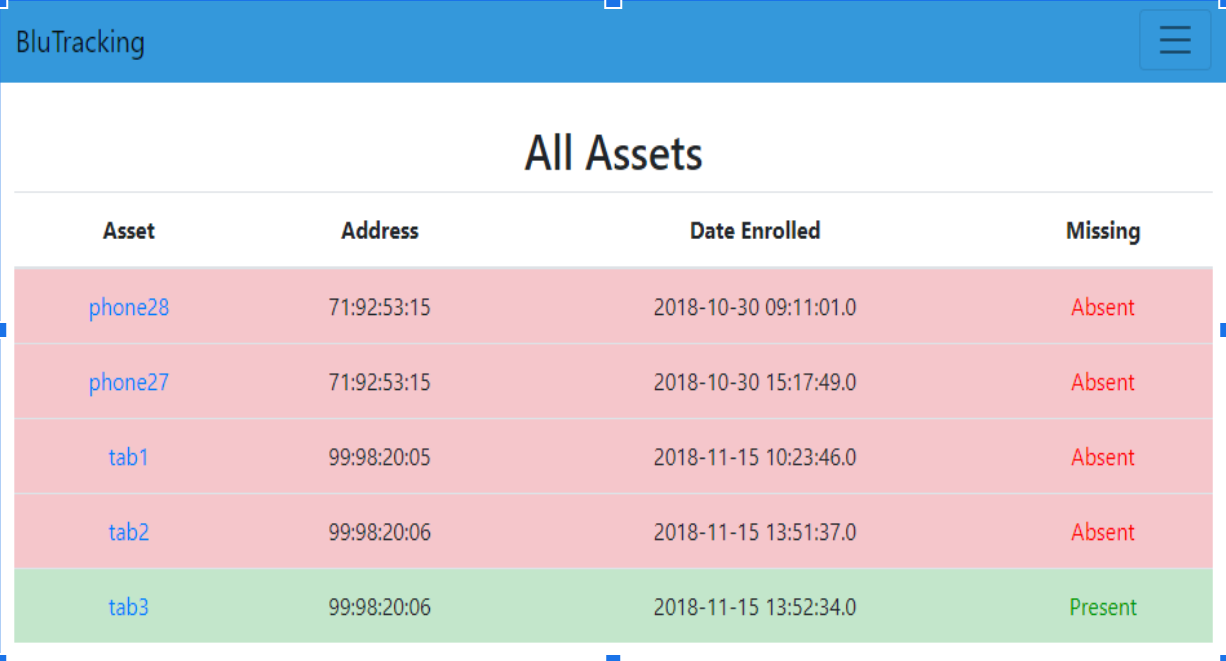 BluTracking
All Assets
Asset Address Date Enrolled Missing
phone28 71:92:53:15 2018-10-30 09:11:01.0 Absent
phone27 71:92:53:15 2018-10-30 15:17:49.0 Absent
tab1 99:98:20:05 2018-11-15 10:23:46.0 Absent
tab2 99:98:20:06 2018-11-15 13:51:37.0 Absent
tab3 99:98:20:06 2018-11-15 13:52:34.0 Present